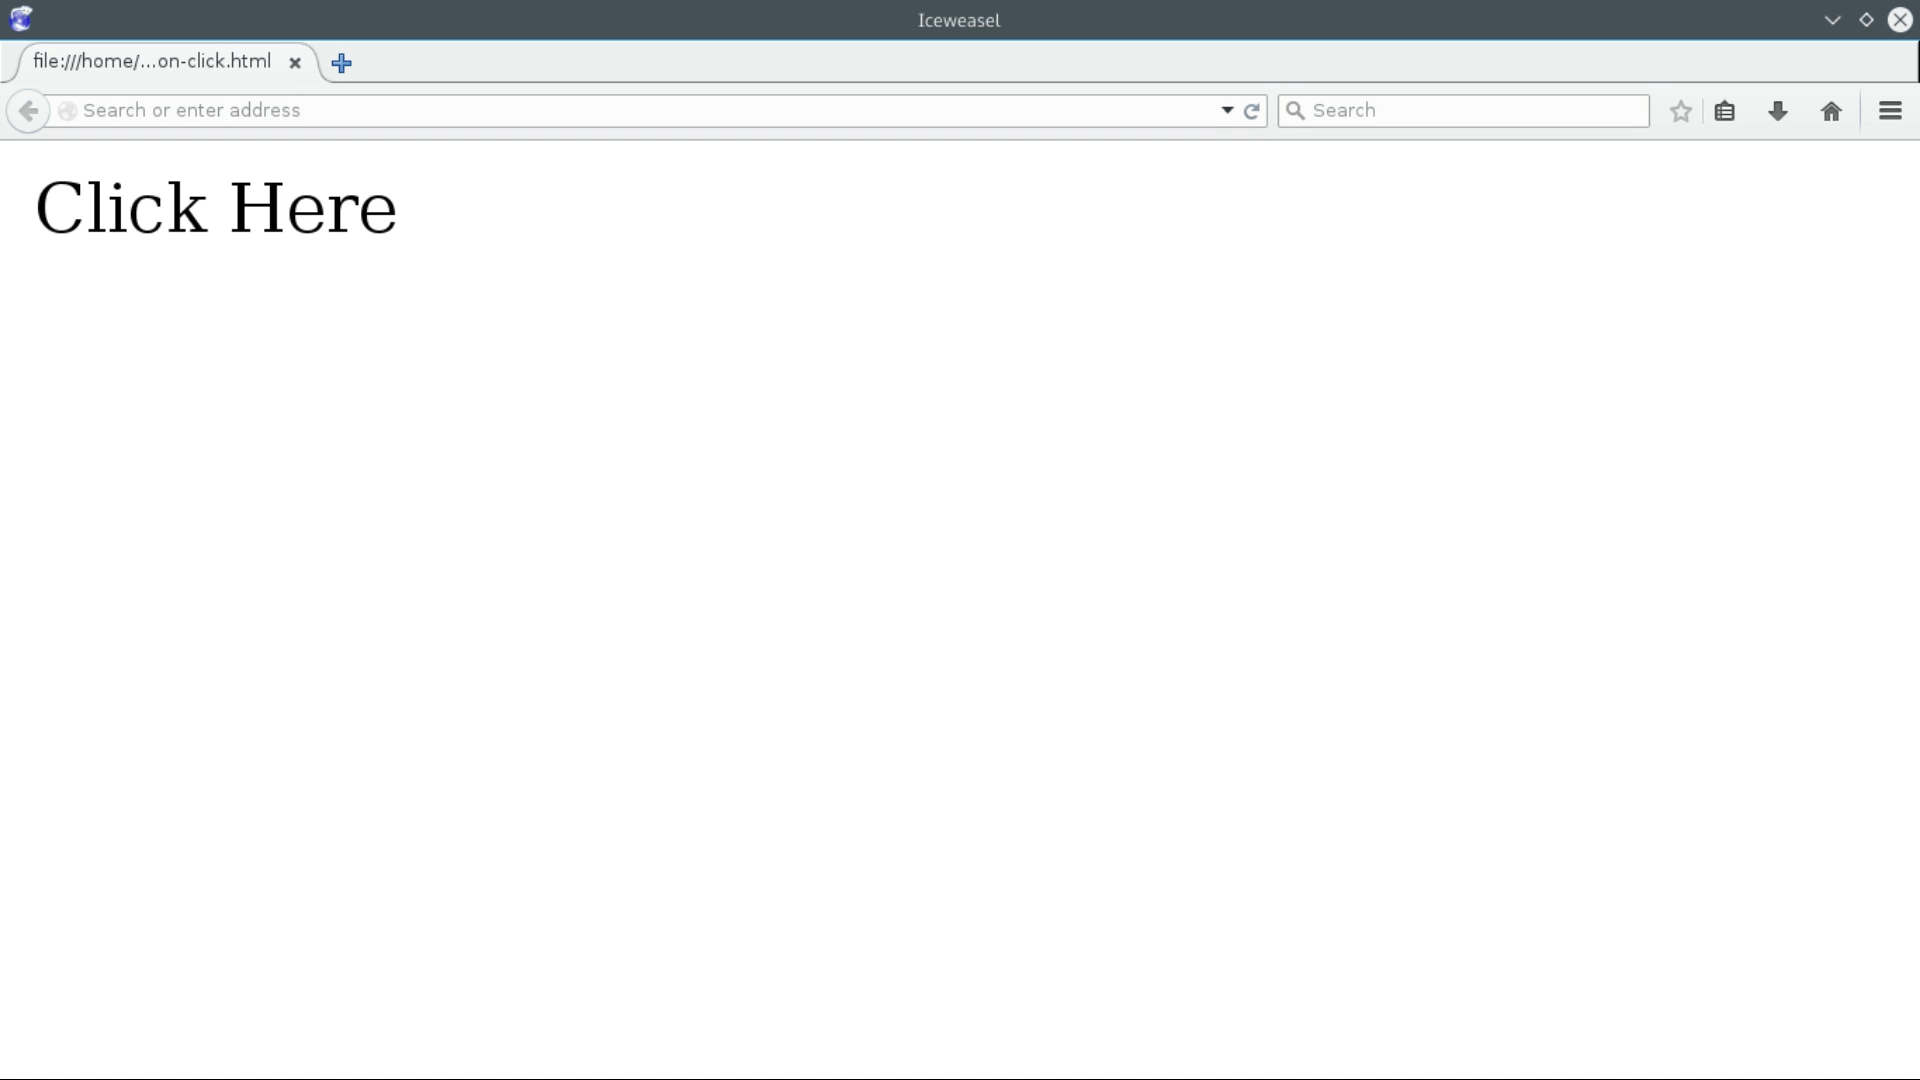 Iceweasel
file:///home/...on-click.html
Search or enter address
Search
Click Here